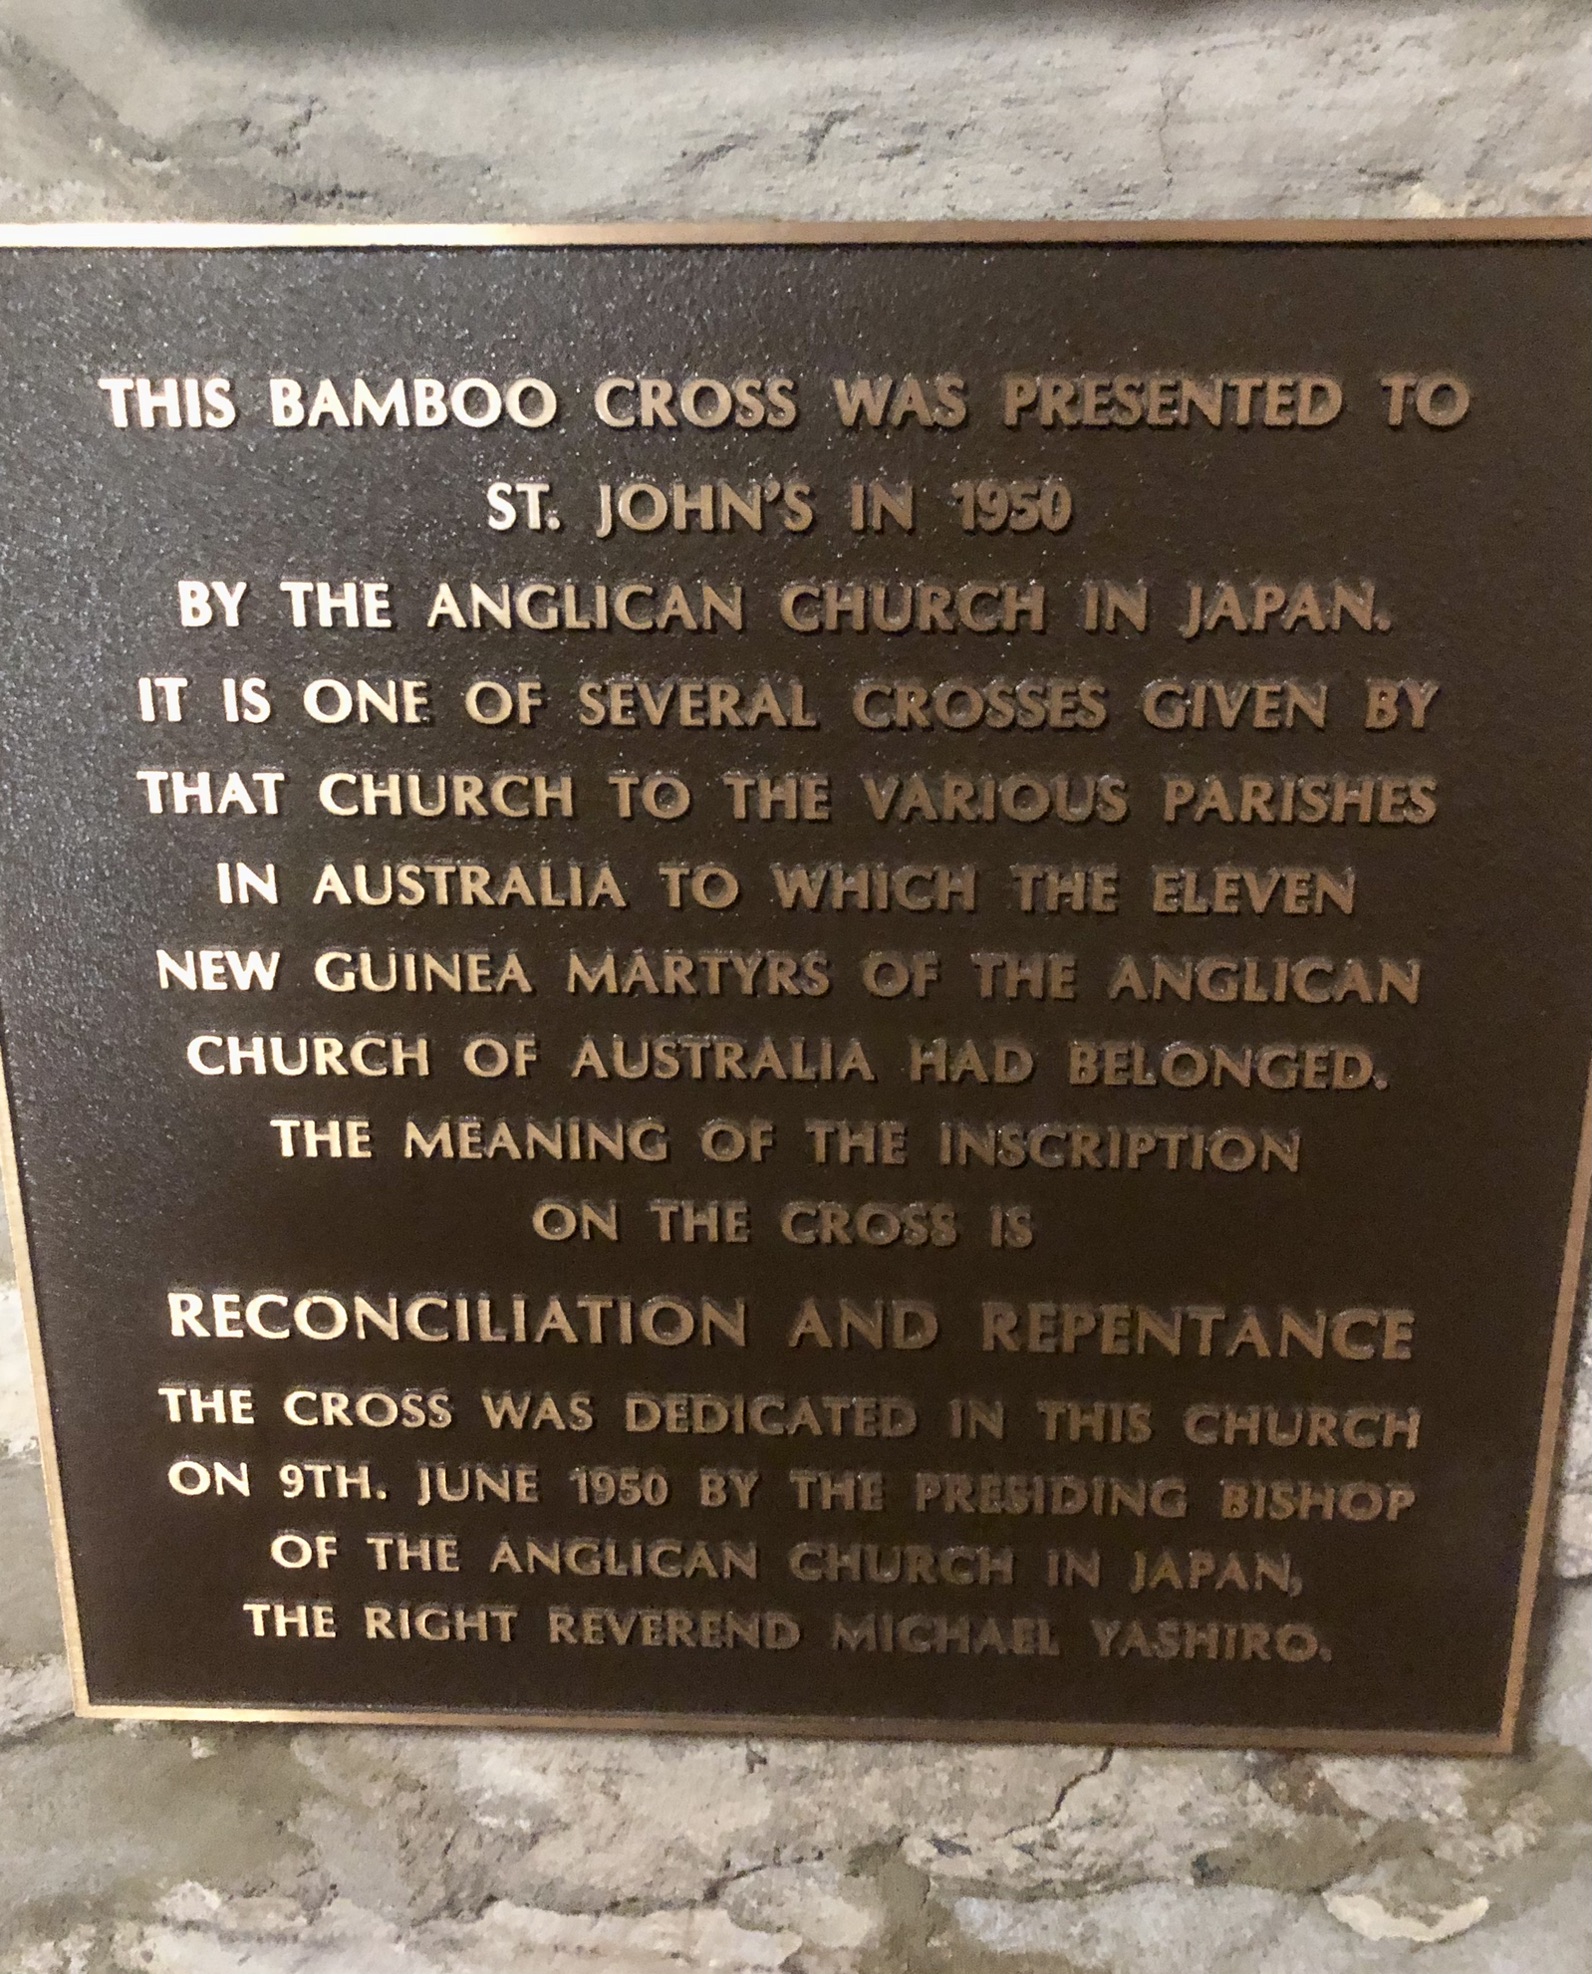 THIS BAMBOO CROSS WAS PRESENTED TO
ST. JOHN'S IN 1950
BY THE ANGLICAN CHURCH IN JAPAN.
IT IS ONE OF SEVERAL CROSSES GIVEN BY
THAT CHURCH TO THE VARIOUS PARISHES
IN AUSTRALIA TO WHICH THE ELEVEN
NEW GUINEA MARTYRS OF THE ANGLICAN
CHURCH OF AUSTRALIA HAD BELONGED.
THE MEANING OF THE INSCRIPTION
ON THE CROSS IS
RECONCILIATION AND REPENTANCE
THE CROSS WAS DEDICATED IN THIS CHURCH
ON 9TH. JUNE 1950 BY THE PRESIDING BISHOP
OF THE ANGLICAN CHURCH IN JAPAN,
THE RIGHT REVEREND MICHAEL YASHIRO.